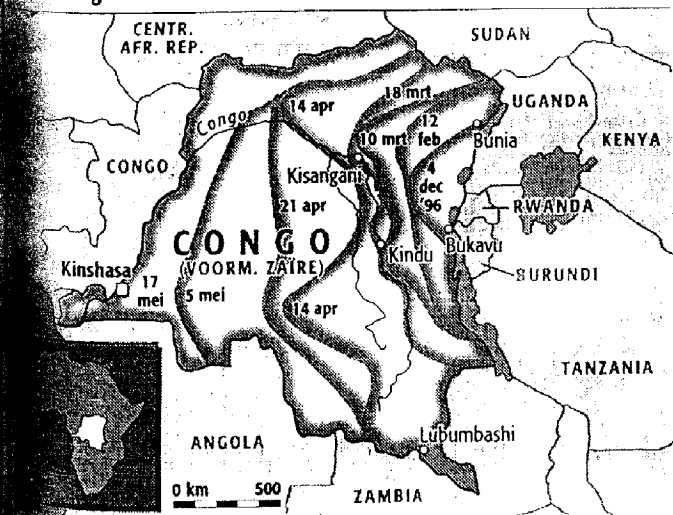 CENTR.
AFR. REP.
SUDAN
18 mrt
14 apr
Congo
12
feb
UGANDA
Bunia
KENYA
10 mrt
CONGO
Kisangani
4
dec
'96
21 apr
RWANDA
CONGO
(VOORM. ZAÏRE)
Kindu
Bukavu
BURUNDI
Kinshasa
17
mei
5 mei
14 apr
TANZANIA
Lubumbashi
ANGOLA
0 km 500
ZAMBIA